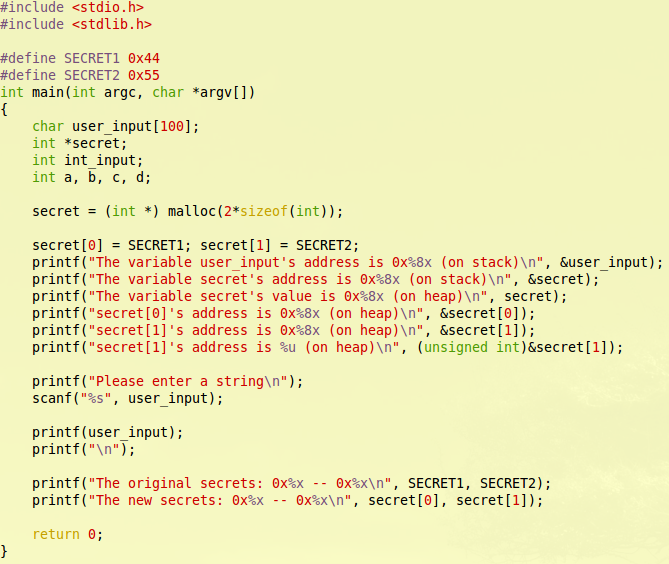 #include <stdio.h>
#include <stdlib.h>

#define SECRET1 0x44
#define SECRET2 0x55
int main(int argc, char *argv[])
{
    char user_input[100];
    int *secret;
    int int_input;
    int a, b, c, d;

    secret = (int *) malloc(2*sizeof(int));

    secret[0] = SECRET1; secret[1] = SECRET2;
    printf("The variable user_input's address is 0x%8x (on stack)\n", &user_input);
    printf("The variable secret's address is 0x%8x (on stack)\n", &secret);
    printf("The variable secret's value is 0x%8x (on heap)\n", secret);
    printf("secret[0]'s address is 0x%8x (on heap)\n", &secret[0]);
    printf("secret[1]'s address is 0x%8x (on heap)\n", &secret[1]);
    printf("secret[1]'s address is %u (on heap)\n", (unsigned int)&secret[1]);

    printf("Please enter a string\n");
    scanf("%s", user_input);

    printf(user_input);
    printf("\n");

    printf("The original secrets: 0x%x -- 0x%x\n", SECRET1, SECRET2);
    printf("The new secrets: 0x%x -- 0x%x\n", secret[0], secret[1]);

    return 0;
}